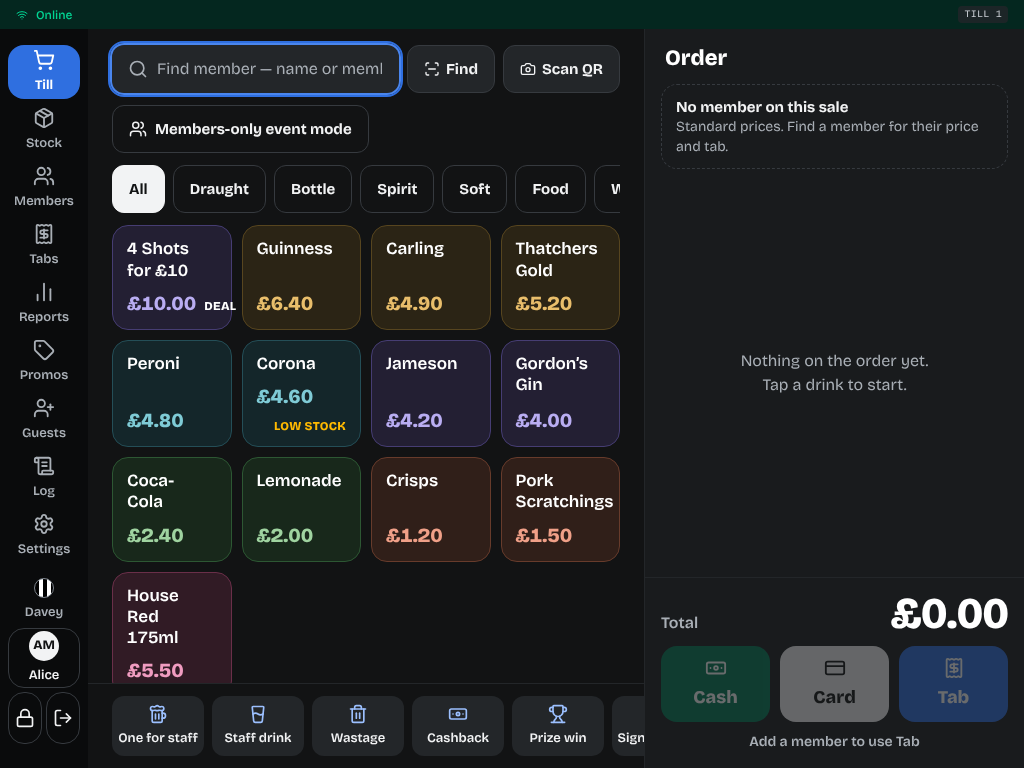 Online
TILL 1
Till
Stock
Members
Tabs
Reports
Promos
Guests
Log
Settings
Davey
AM
Alice
Find member — name or meml
Find
Scan QR
Members-only event mode
All
Draught
Bottle
Spirit
Soft
Food
4 Shots
for £10
£10.00 DEAL
Guinness
£6.40
Carling
£4.90
Thatchers
Gold
£5.20
Peroni
£4.80
Corona
£4.60
LOW STOCK
Jameson
£4.20
Gordon's
Gin
£4.00
Coca-
Cola
£2.40
Lemonade
£2.00
Crisps
£1.20
Pork
Scratchings
£1.50
House
Red
175ml
£5.50
One for staff
Staff drink
Wastage
Cashback
Prize win
Sign
Order
No member on this sale
Standard prices. Find a member for their price
and tab.
Nothing on the order yet.
Tap a drink to start.
Total
£0.00
Cash
Card
Tab
Add a member to use Tab